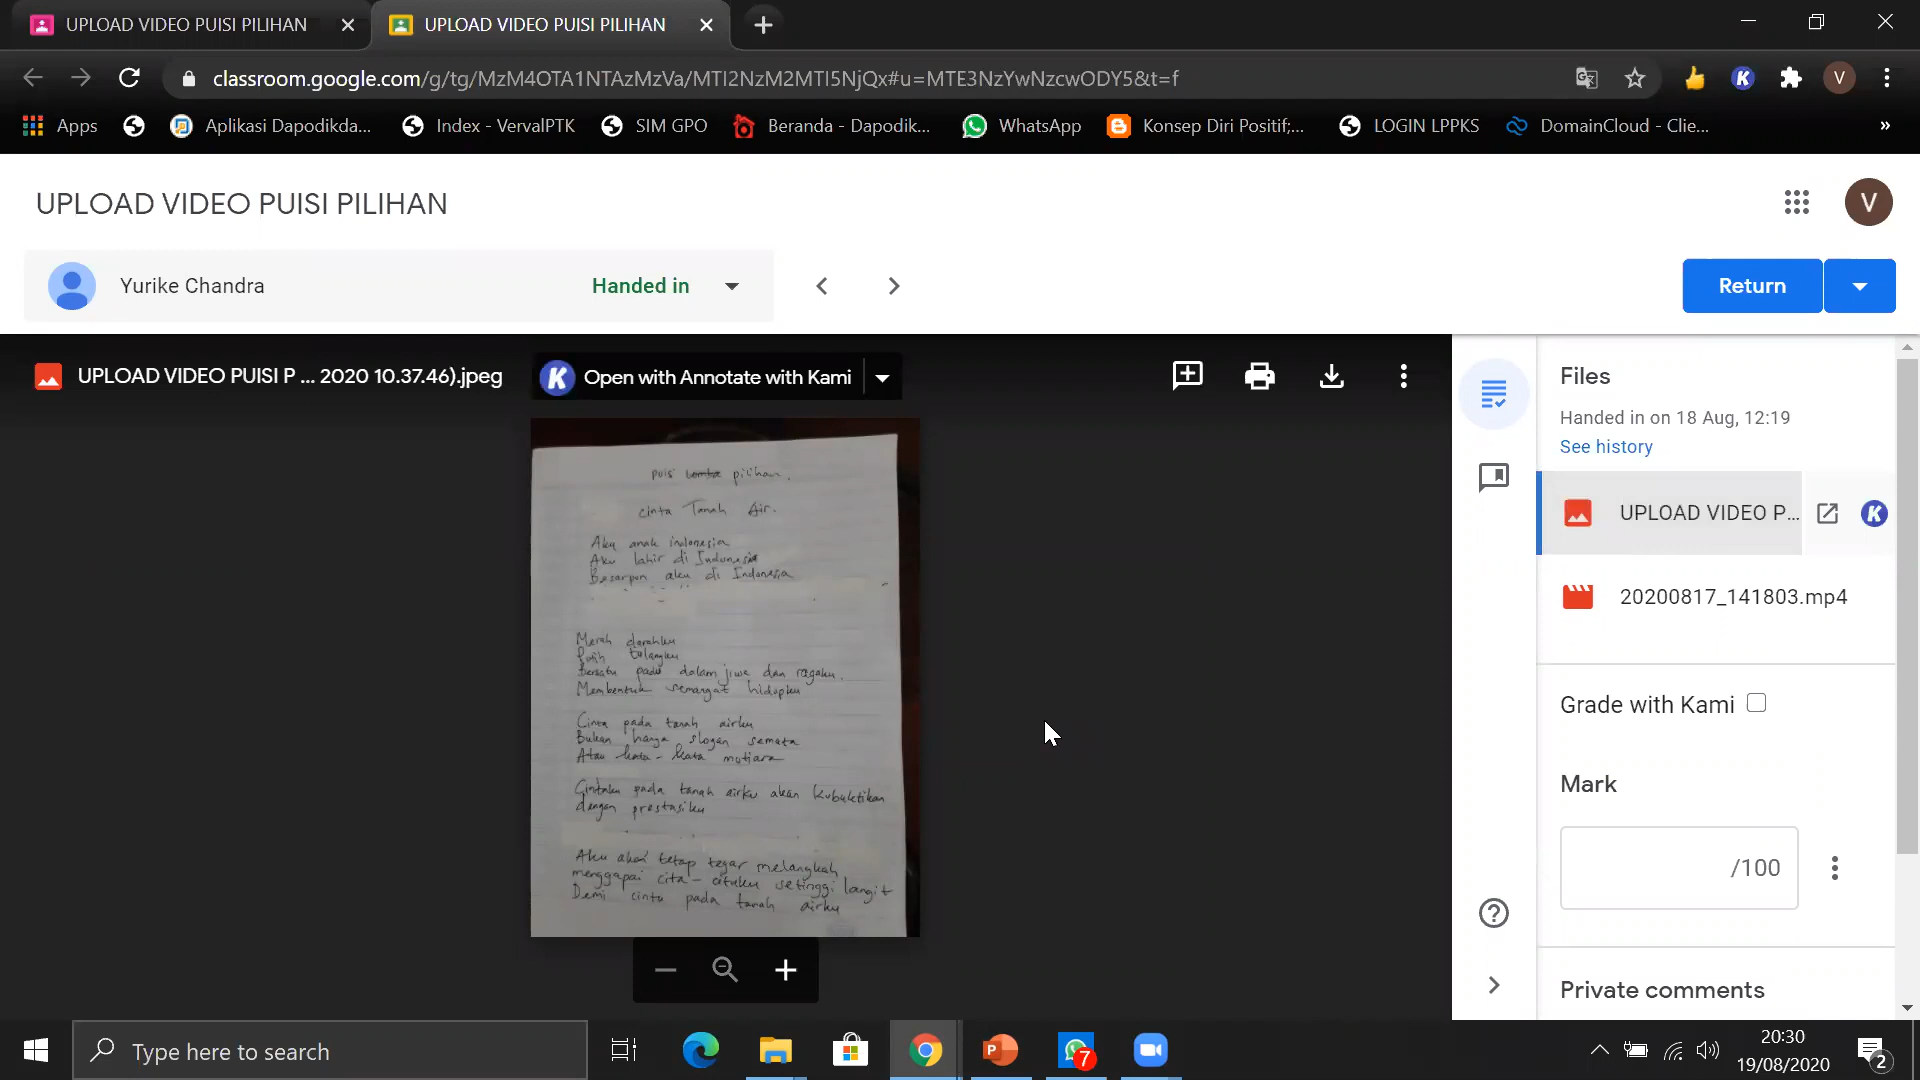 UPLOAD VIDEO PUISI PILIHAN
UPLOAD VIDEO PUISI PILIHAN
classroom.google.com/g/tg/MzM4OTA1NTAzMzVa/MTI2NzM2MTI5NjQx#u=MTE3NzYwNzcwODY5&t=f
V
Apps
Aplikasi Dapodikda...
Index - VervalPTK
SIM GPO
Beranda - Dapodik...
WhatsApp
Konsep Diri Positif;...
LOGIN LPPKS
DomainCloud - Clie...
»
UPLOAD VIDEO PUISI PILIHAN
V
Yurike Chandra
Handed in
Return
UPLOAD VIDEO PUISI P ... 2020 10.37.46).jpeg
K Open with Annotate with Kami
puisi pilihan.
cinta Tanah Air.
Aku anak indonesia
Aku lahir di Indonesia
Besarpun aku di Indonesia
Merah darahku
Putih tulangku
Bersatu padu dalam jiwa dan ragaku.
Membentuk semangat hidupku
Cinta pada tanah airku
Bukan hanya slogan semata
Atau kata - kata mutiara
Cintaku pada tanah airku akan kubuktikan
dengan prestasiku
Aku akan tetap tegar melangkah
menggapai cita - citaku setinggi langit
Demi cinta pada tanah airku
Files
Handed in on 18 Aug, 12:19
See history
UPLOAD VIDEO P...
K
20200817_141803.mp4
Grade with Kami
Mark
/100
Private comments
Type here to search
7
20:30
19/08/2020
2